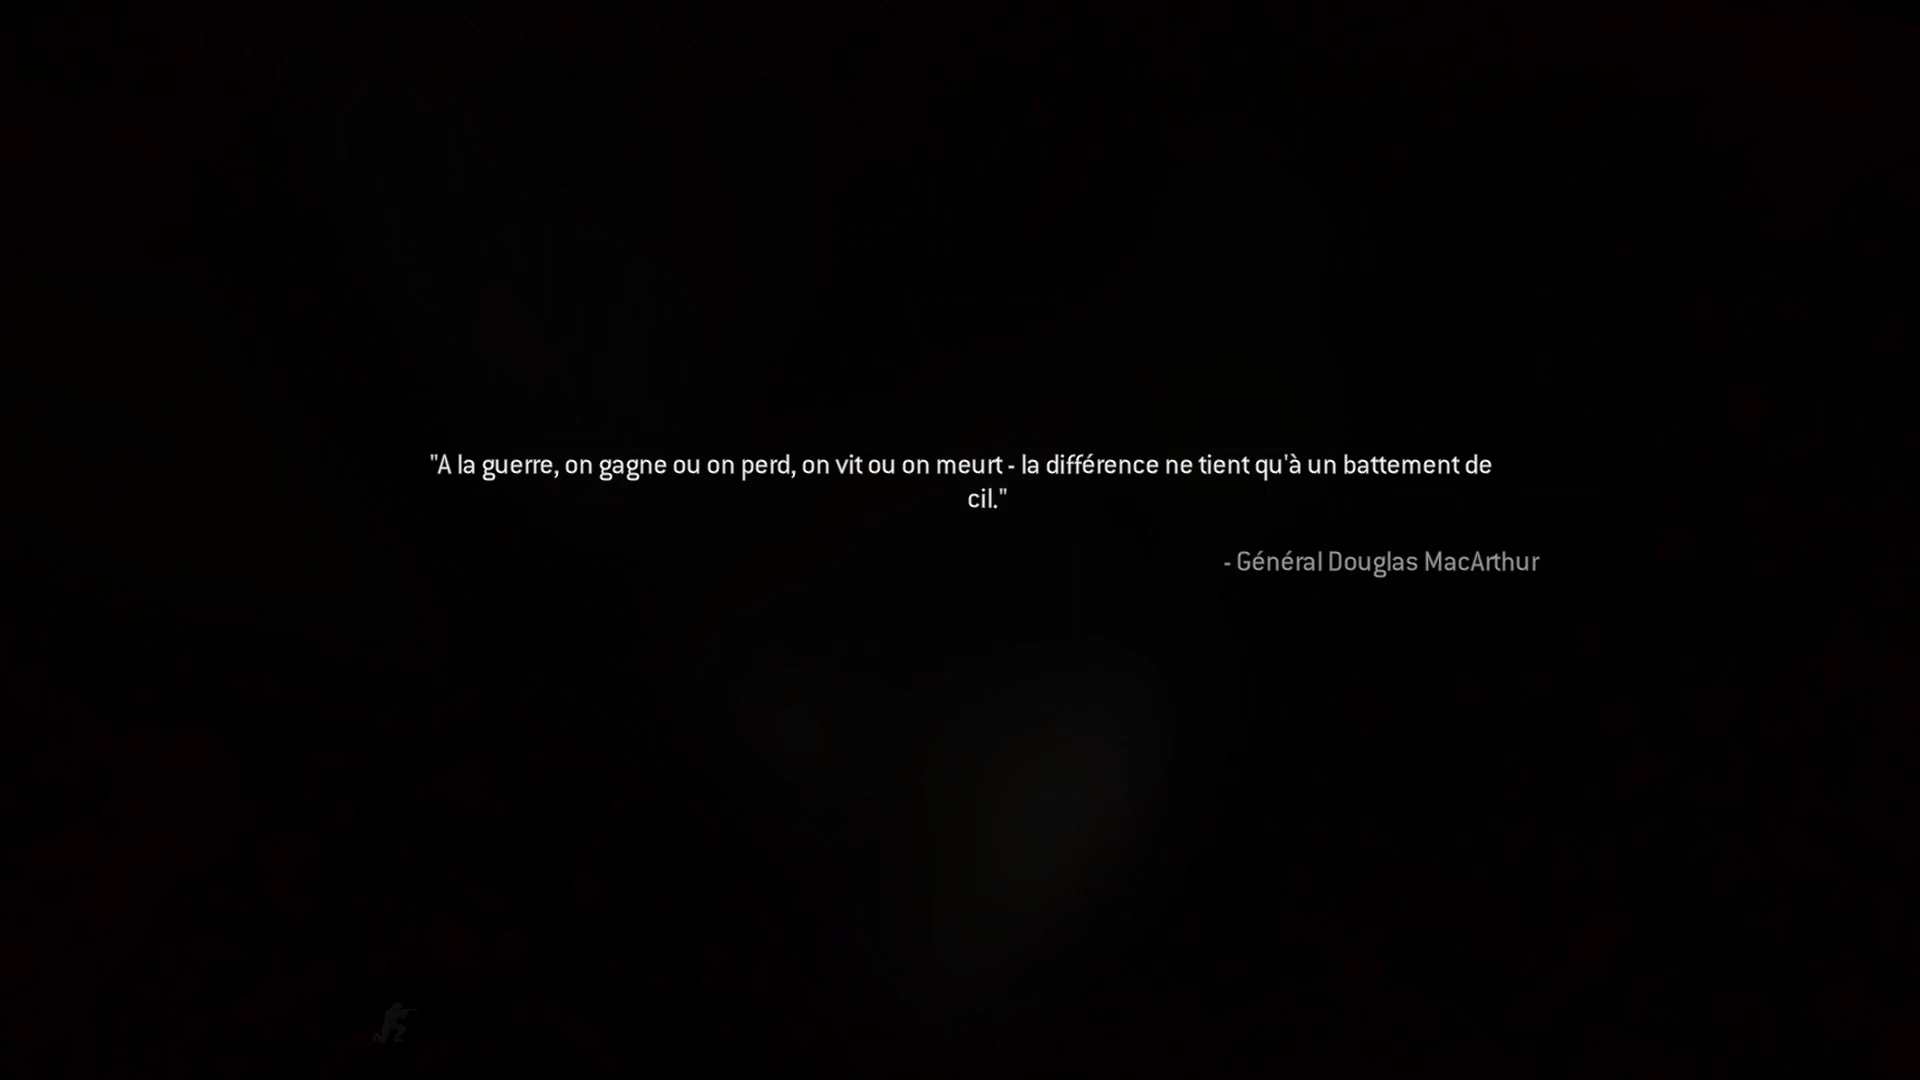 "A la guerre, on gagne ou on perd, on vit ou on meurt - la différence ne tient qu'à un battement de
cil."
- Général Douglas MacArthur